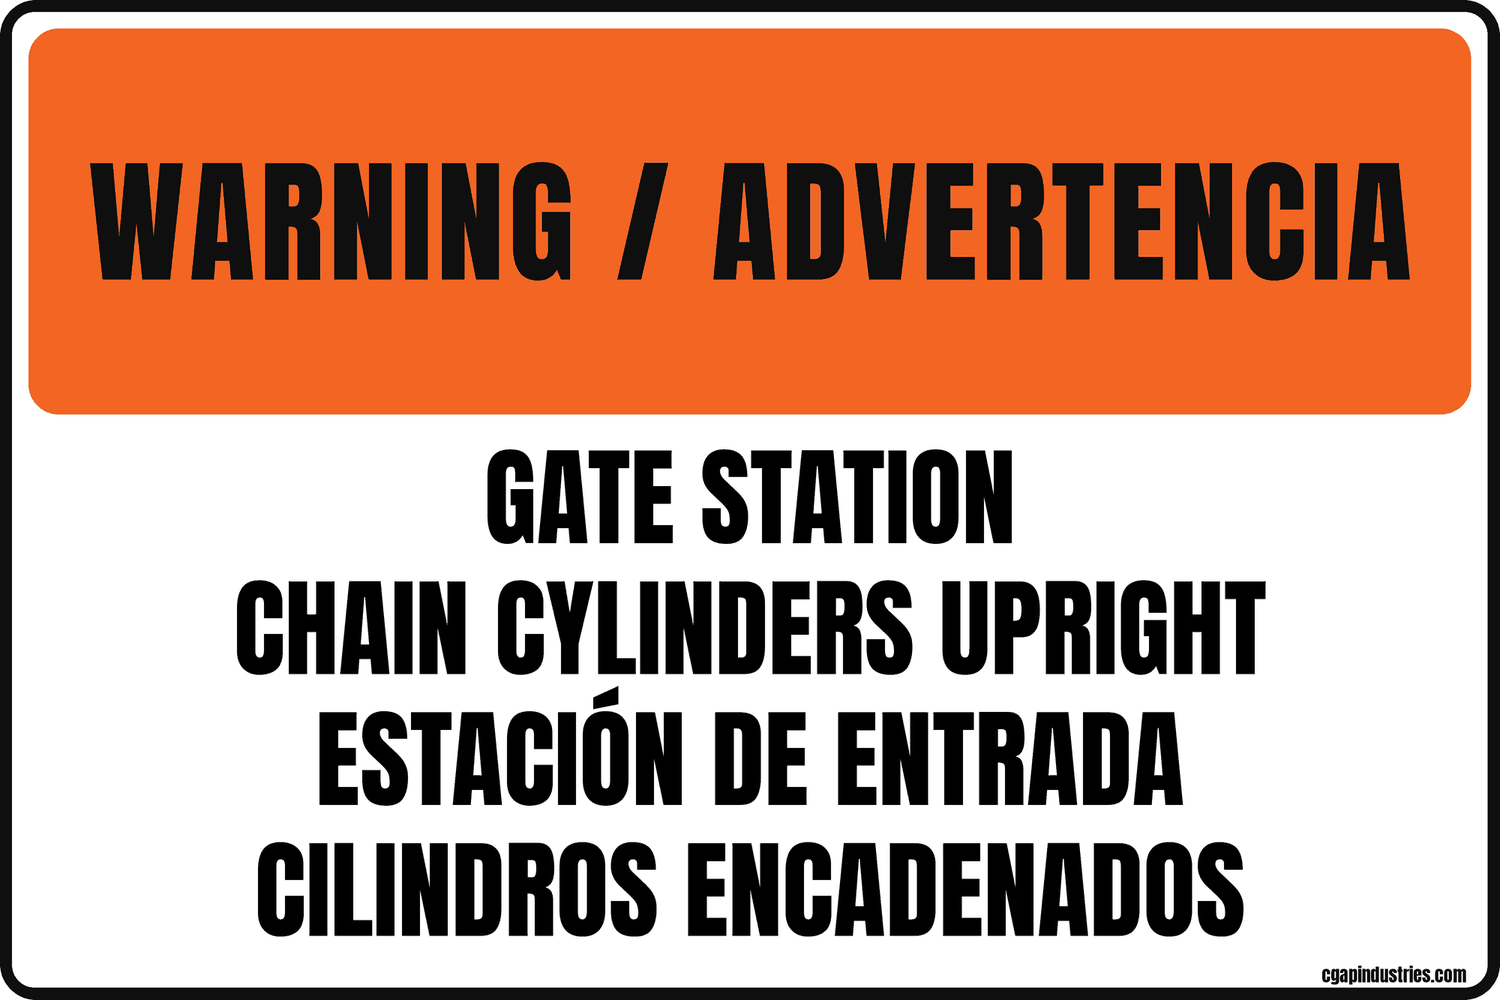 WARNING / ADVERTENCIA
GATE STATION
CHAIN CYLINDERS UPRIGHT
ESTACIÓN DE ENTRADA
CILINDROS ENCADENADOS
cgapindustries.com